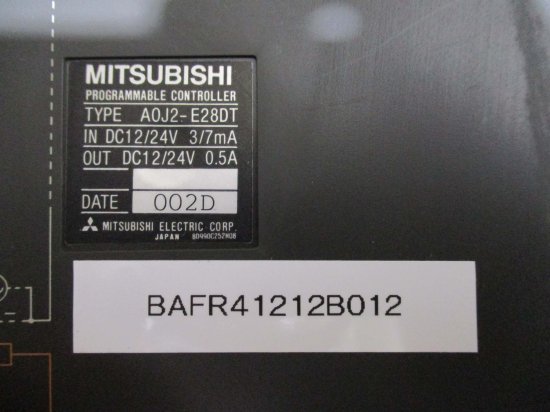 MITSUBISHI
PROGRAMMABLE CONTROLLER
TYPE A0J2-E28DT
IN DC12/24V 3/7mA
OUT DC12/24V 0.5A
DATE 002D
MITSUBISHI ELECTRIC CORP.
JAPAN BD990C252H08
BAFR41212B012